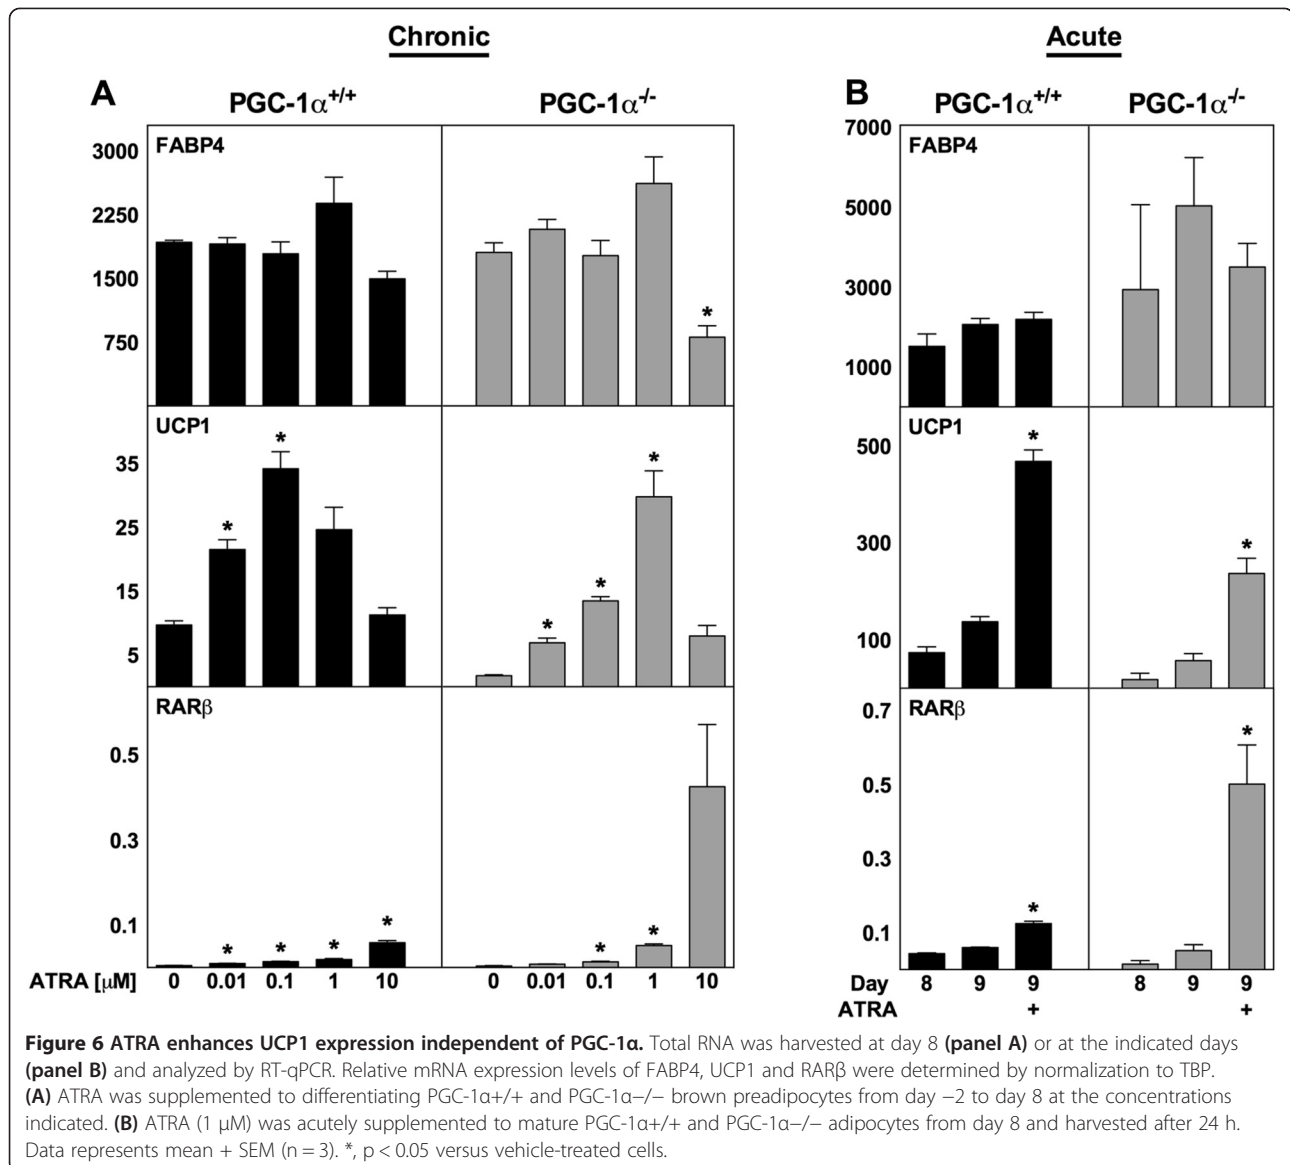 Chronic
Acute
A
PGC-1α+/+
PGC-1α-/-
B
PGC-1α+/+
PGC-1α-/-
FABP4
3000
2250
1500
750
*
FABP4
7000
5000
3000
1000
UCP1
35
25
15
5
* *
* * *
UCP1
500
300
100
*
*
RARβ
0.5
0.3
0.1
* * * *
* *
RARβ
0.7
0.5
0.3
0.1
*
*
ATRA [µM] 0 0.01 0.1 1 10 0 0.01 0.1 1 10
Day 8 9 9 8 9 9
ATRA + +
Figure 6 ATRA enhances UCP1 expression independent of PGC-1α. Total RNA was harvested at day 8 (panel A) or at the indicated days
(panel B) and analyzed by RT-qPCR. Relative mRNA expression levels of FABP4, UCP1 and RARβ were determined by normalization to TBP.
(A) ATRA was supplemented to differentiating PGC-1α+/+ and PGC-1α−/− brown preadipocytes from day −2 to day 8 at the concentrations
indicated. (B) ATRA (1 µM) was acutely supplemented to mature PGC-1α+/+ and PGC-1α−/− adipocytes from day 8 and harvested after 24 h.
Data represents mean + SEM (n = 3). *, p < 0.05 versus vehicle-treated cells.